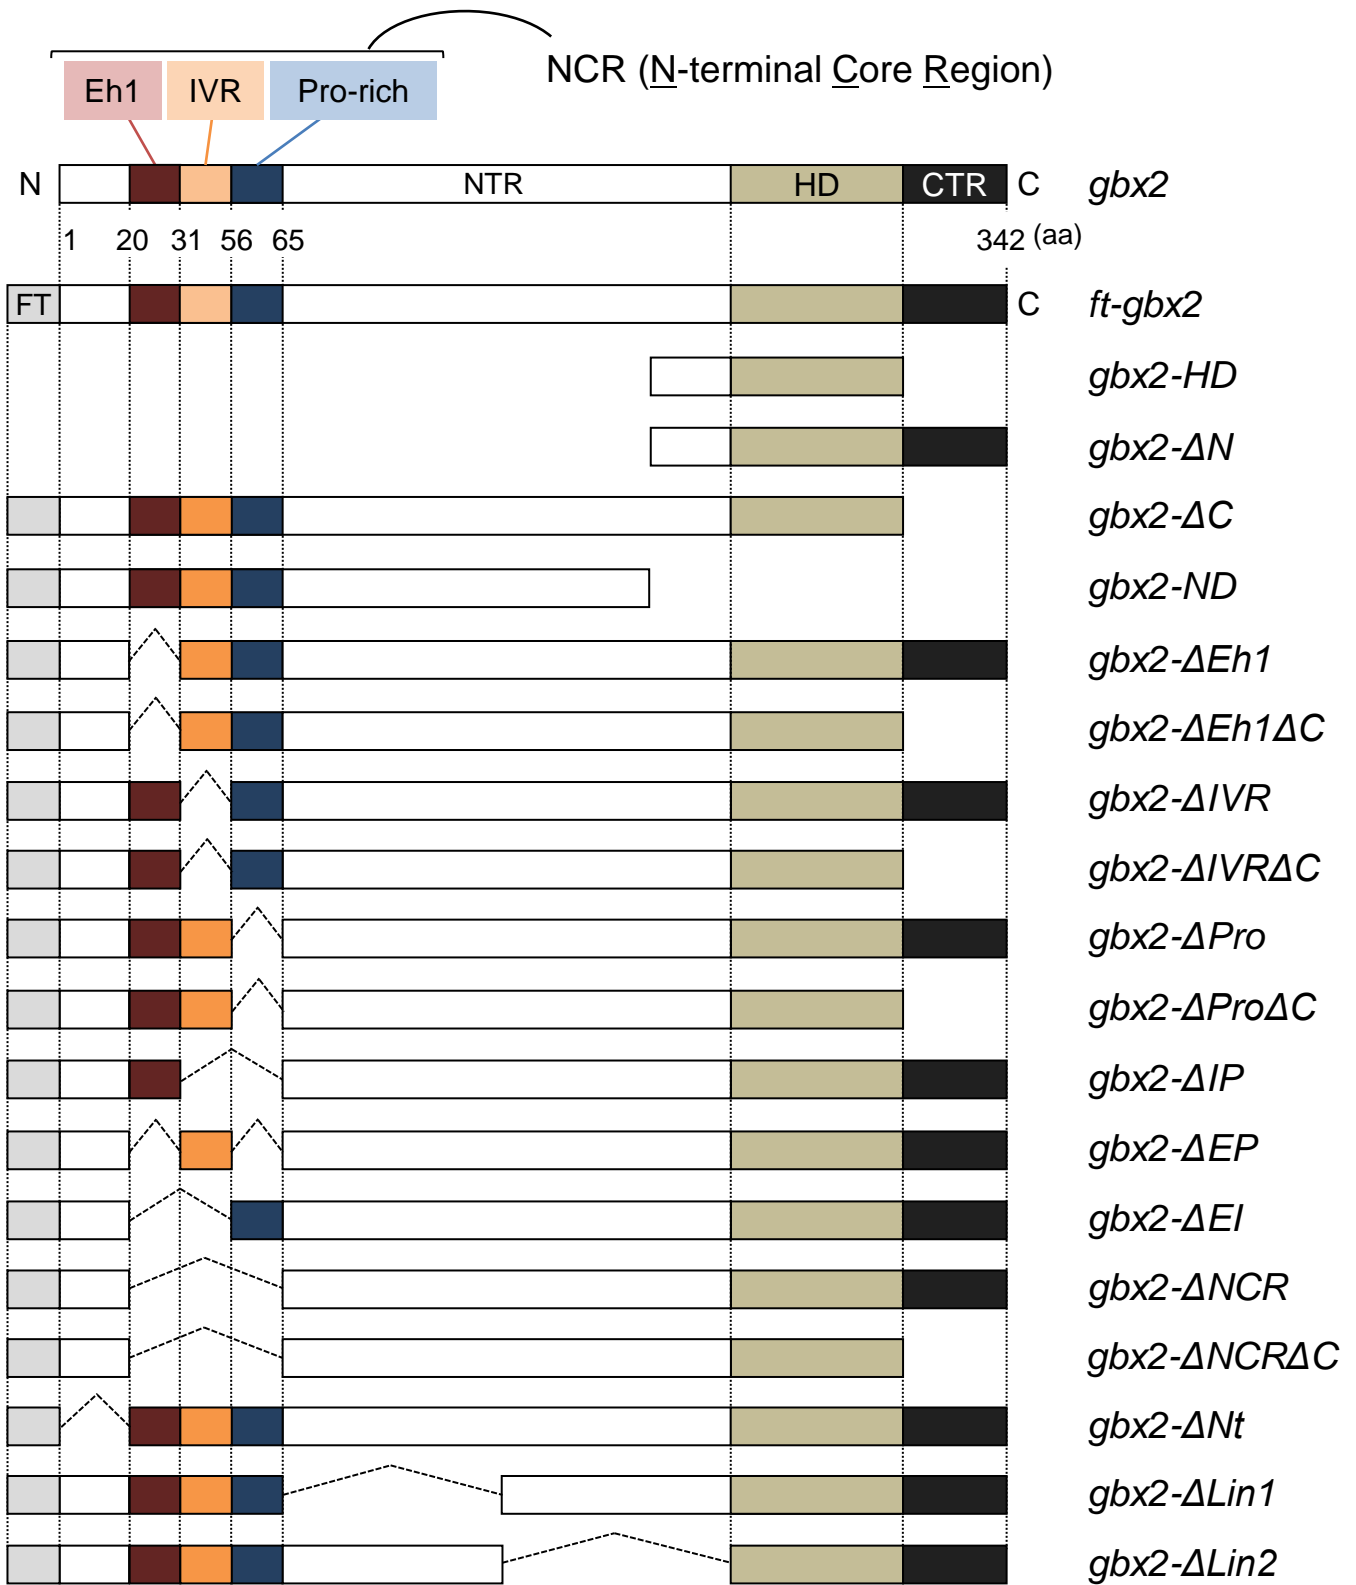 NCR (N-terminal Core Region)
Eh1 IVR Pro-rich
N NTR HD CTR C gbx2
1 20 31 56 65 342 (aa)
FT C ft-gbx2
gbx2-HD
gbx2-ΔN
gbx2-ΔC
gbx2-ND
gbx2-ΔEh1
gbx2-ΔEh1ΔC
gbx2-ΔIVR
gbx2-ΔIVRΔC
gbx2-ΔPro
gbx2-ΔProΔC
gbx2-ΔIP
gbx2-ΔEP
gbx2-ΔEI
gbx2-ΔNCR
gbx2-ΔNCRΔC
gbx2-ΔNt
gbx2-ΔLin1
gbx2-ΔLin2